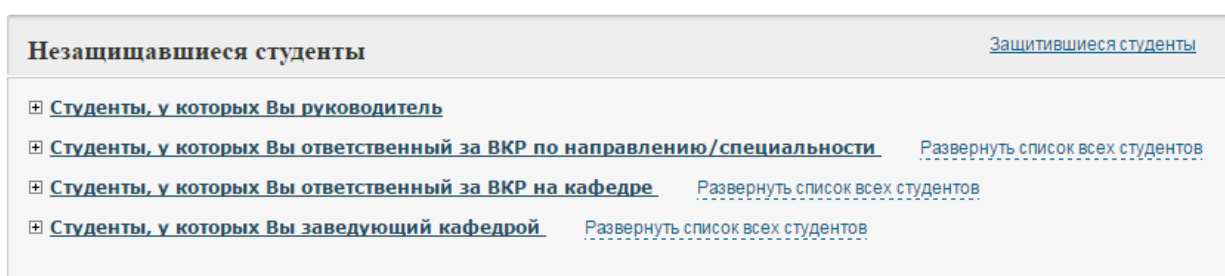 Незащищавшиеся студенты Защитившиеся студенты
Студенты, у которых Вы руководитель
Студенты, у которых Вы ответственный за ВКР по направлению/специальности Развернуть список всех студентов
Студенты, у которых Вы ответственный за ВКР на кафедре Развернуть список всех студентов
Студенты, у которых Вы заведующий кафедрой Развернуть список всех студентов